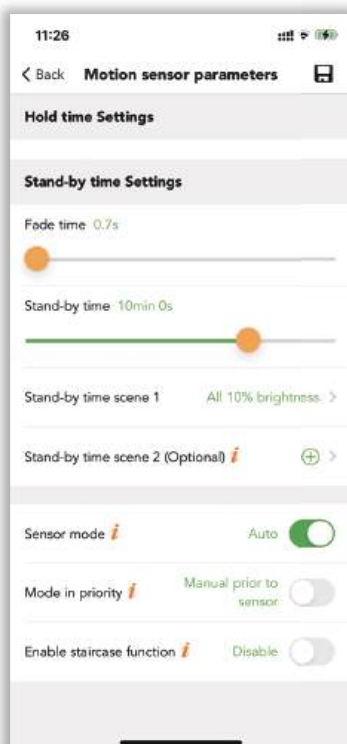 11:26
Back Motion sensor parameters
Hold time Settings
Stand-by time Settings
Fade time 0.7s
Stand-by time 10min 0s
Stand-by time scene 1 All 10% brightness
Stand-by time scene 2 (Optional) i
Sensor mode i Auto
Mode in priority i Manual prior to
sensor
Enable staircase function i Disable